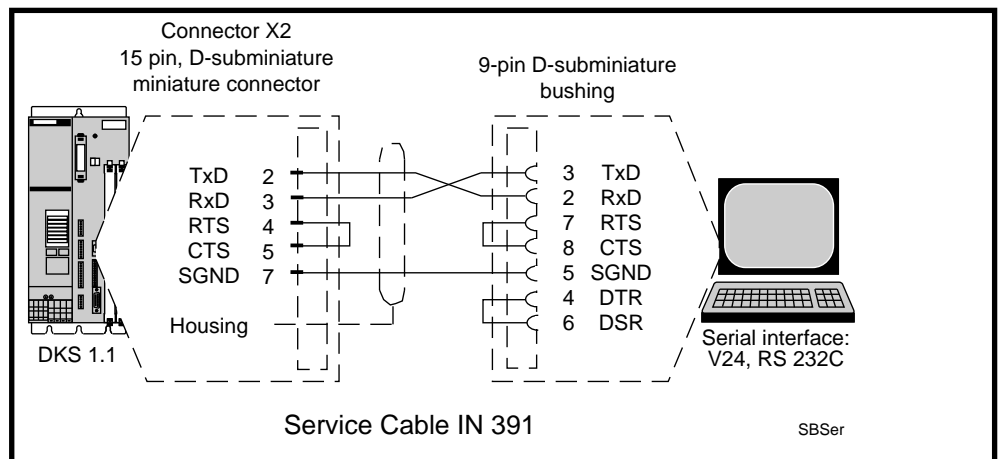 Connector X2
15 pin, D-subminiature
miniature connector
9-pin D-subminiature
bushing
TxD 2
RxD 3
RTS 4
CTS 5
SGND 7
Housing
3 TxD
2 RxD
7 RTS
8 CTS
5 SGND
4 DTR
6 DSR
DKS 1.1
Serial interface:
V24, RS 232C
Service Cable IN 391
SBSer